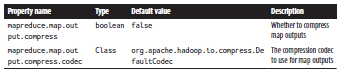 Property name Type Default value Description
mapreduce.map.out boolean false Whether to compress
put.compress map outputs
mapreduce.map.out Class org.apache.hadoop.io.compress.De The compression codec
put.compress.codec faultCodec to use for map outputs